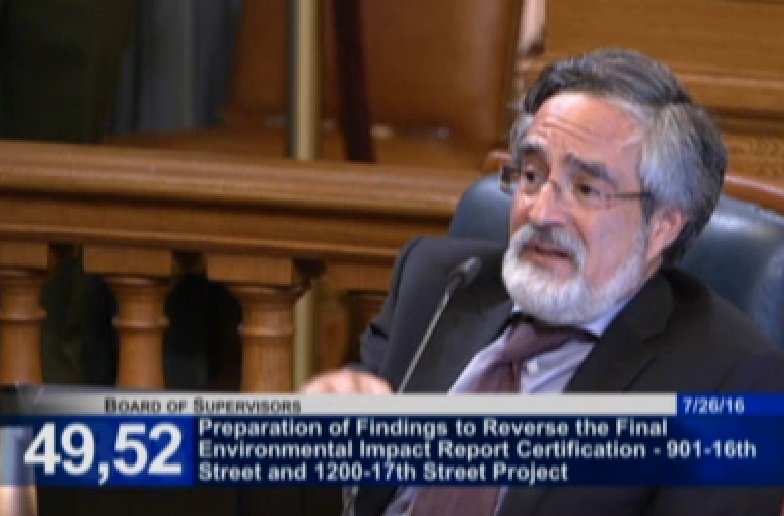 BOARD OF SUPERVISORS
7/26/16
49,52
Preparation of Findings to Reverse the Final
Environmental Impact Report Certification - 901-16th
Street and 1200-17th Street Project